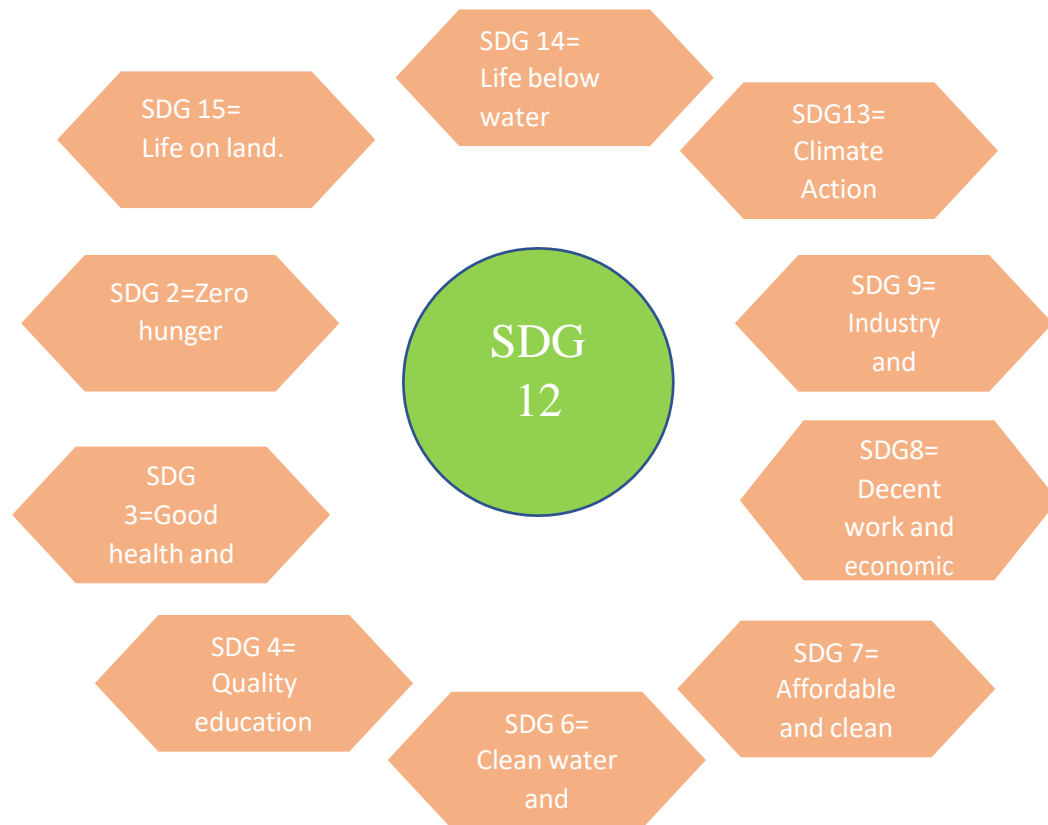 SDG 14=
Life below
water
SDG 15=
Life on land.
SDG13=
Climate
Action
SDG 2=Zero
hunger
SDG 9=
Industry
and
SDG
12
SDG
3=Good
health and
SDG8=
Decent
work and
economic
SDG 4=
Quality
education
SDG 7=
Affordable
and clean
SDG 6=
Clean water
and